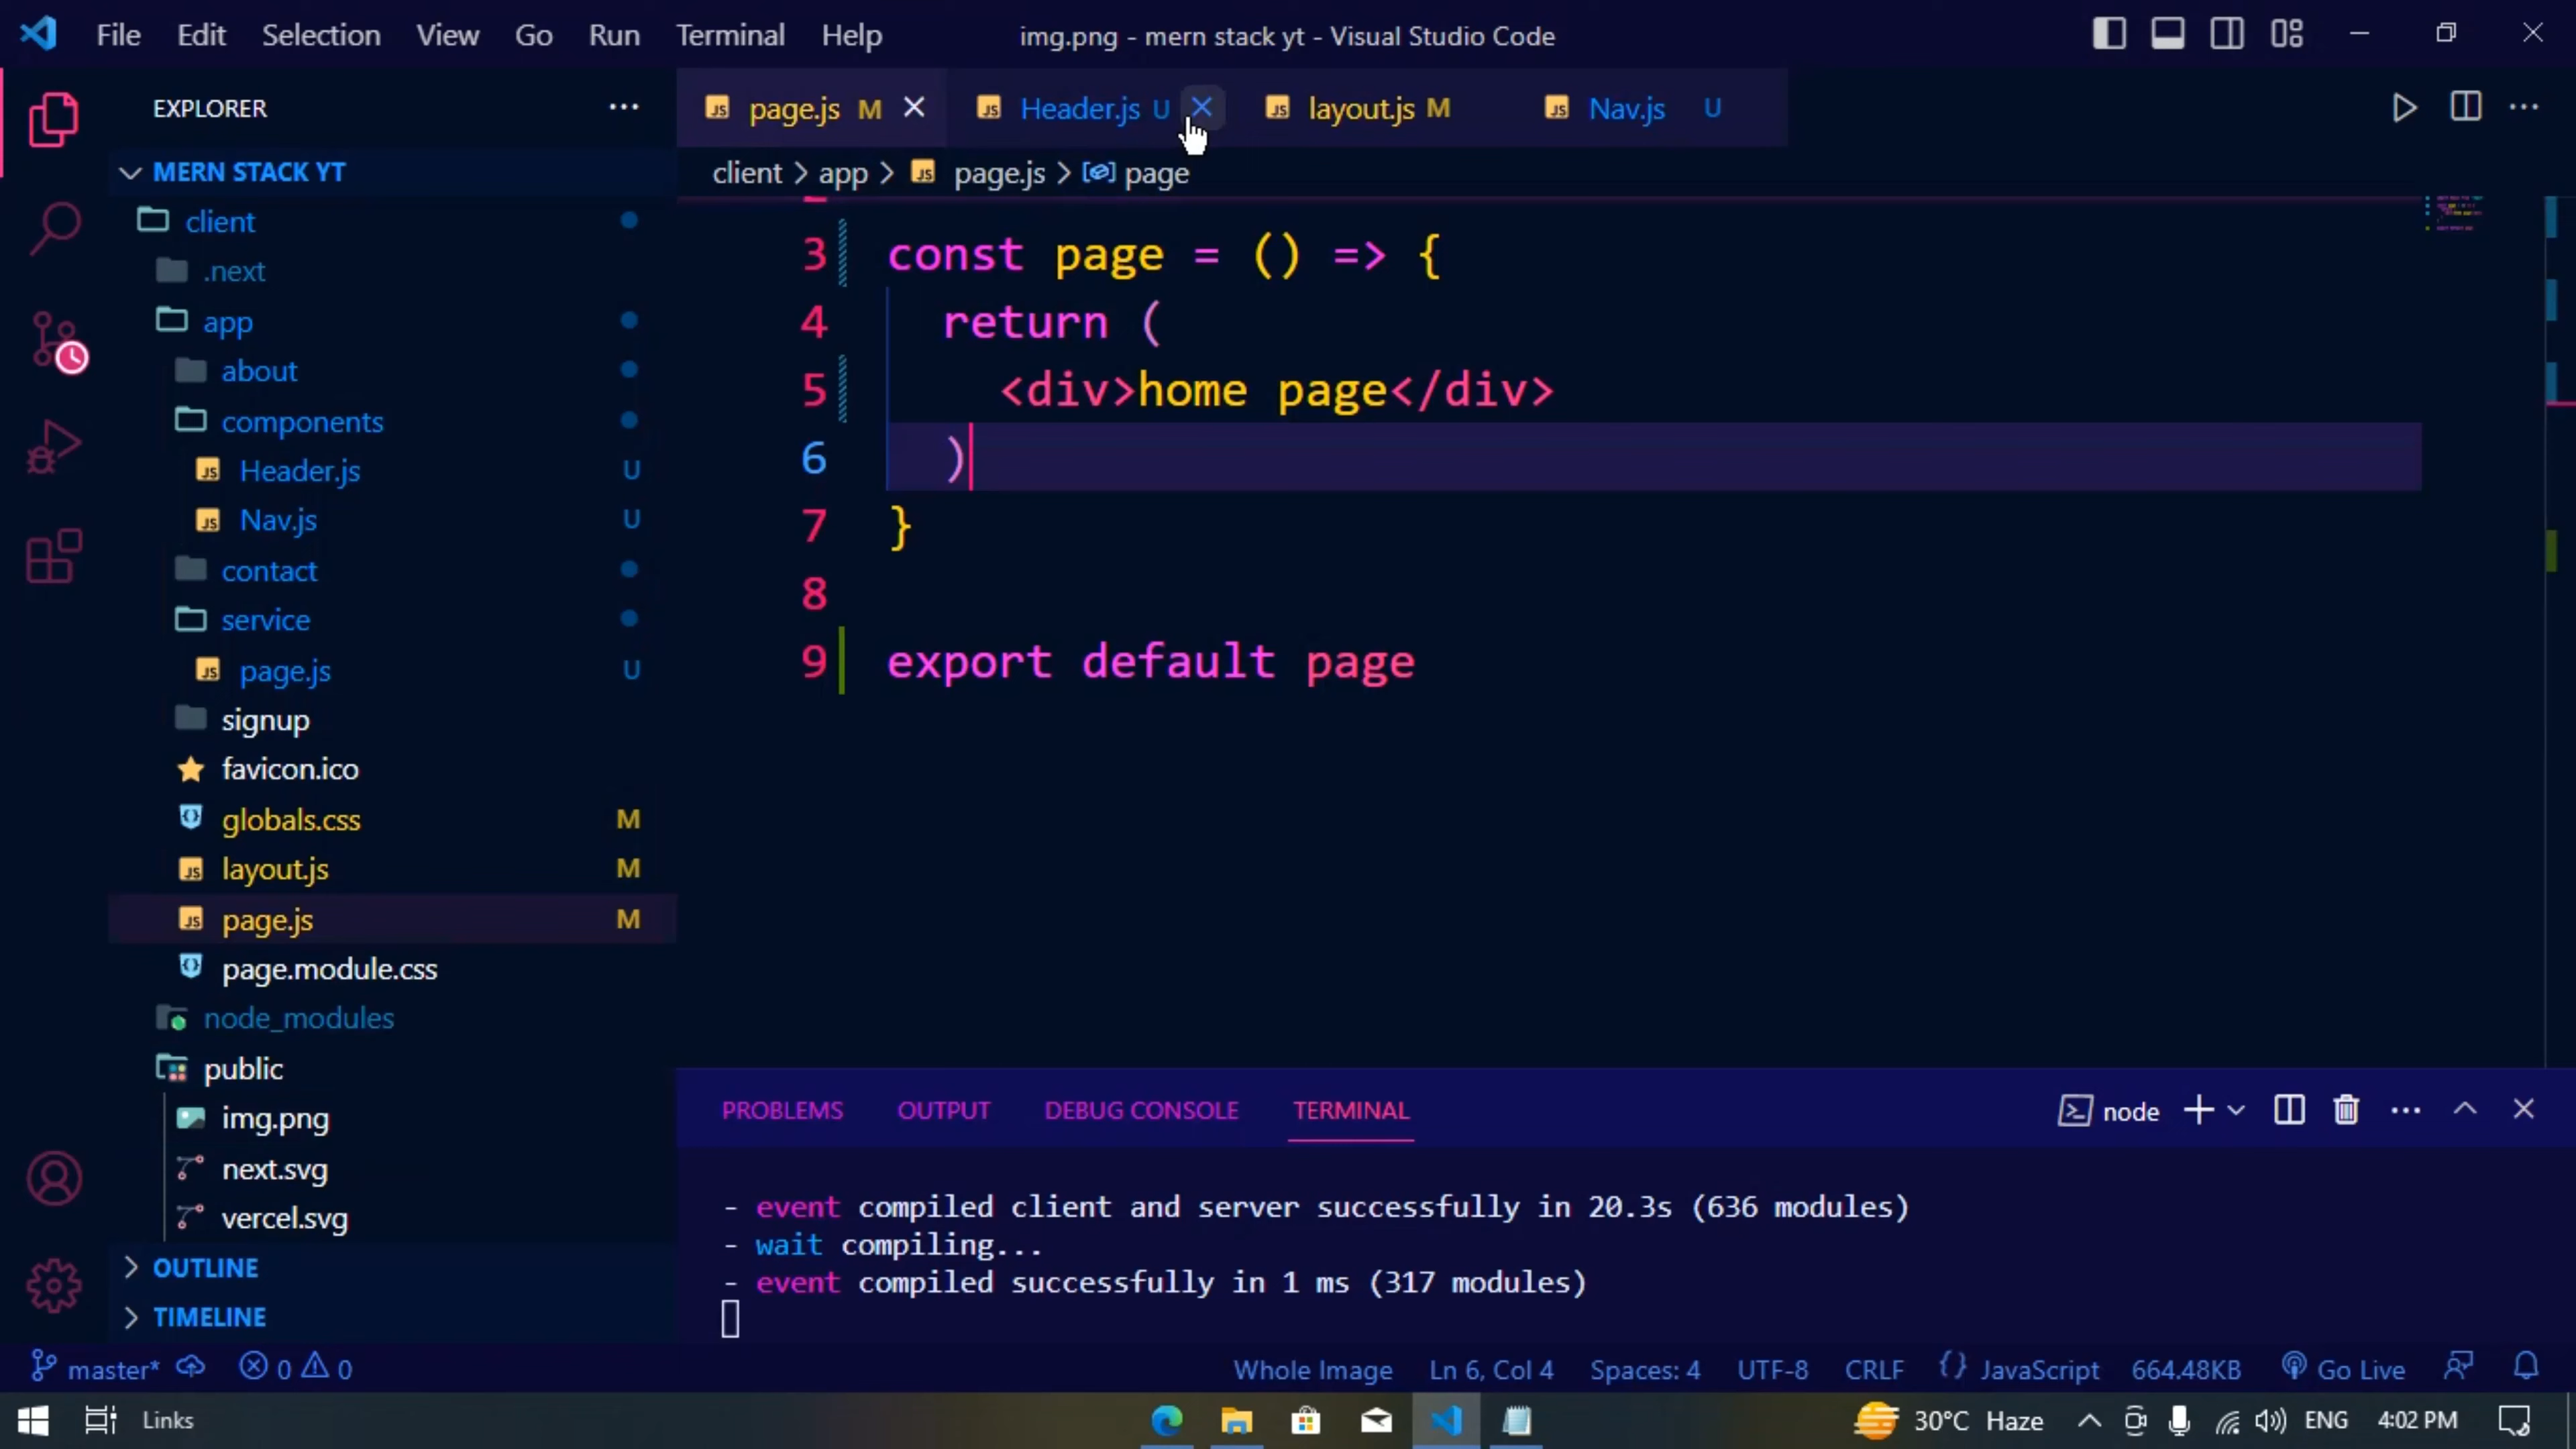 File Edit Selection View Go Run Terminal Help img.png - mern stack yt - Visual Studio Code
EXPLORER
page.js M Header.js U layout.js M Nav.js U
MERN STACK YT
client > app > page.js > page
client
.next
app
about
components
Header.js U
Nav.js U
contact
service
page.js U
signup
favicon.ico
globals.css M
layout.js M
page.js M
page.module.css
node_modules
public
img.png
next.svg
vercel.svg
OUTLINE
TIMELINE
3 const page = () => {
4 return (
5 <div>home page</div>
6 )
7 }
8
9 export default page
PROBLEMS OUTPUT DEBUG CONSOLE TERMINAL node
- event compiled client and server successfully in 20.3s (636 modules)
- wait compiling...
- event compiled successfully in 1 ms (317 modules)
master* 0 0 Whole Image Ln 6, Col 4 Spaces: 4 UTF-8 CRLF {} JavaScript 664.48KB Go Live
Links 30°C Haze ENG 4:02 PM